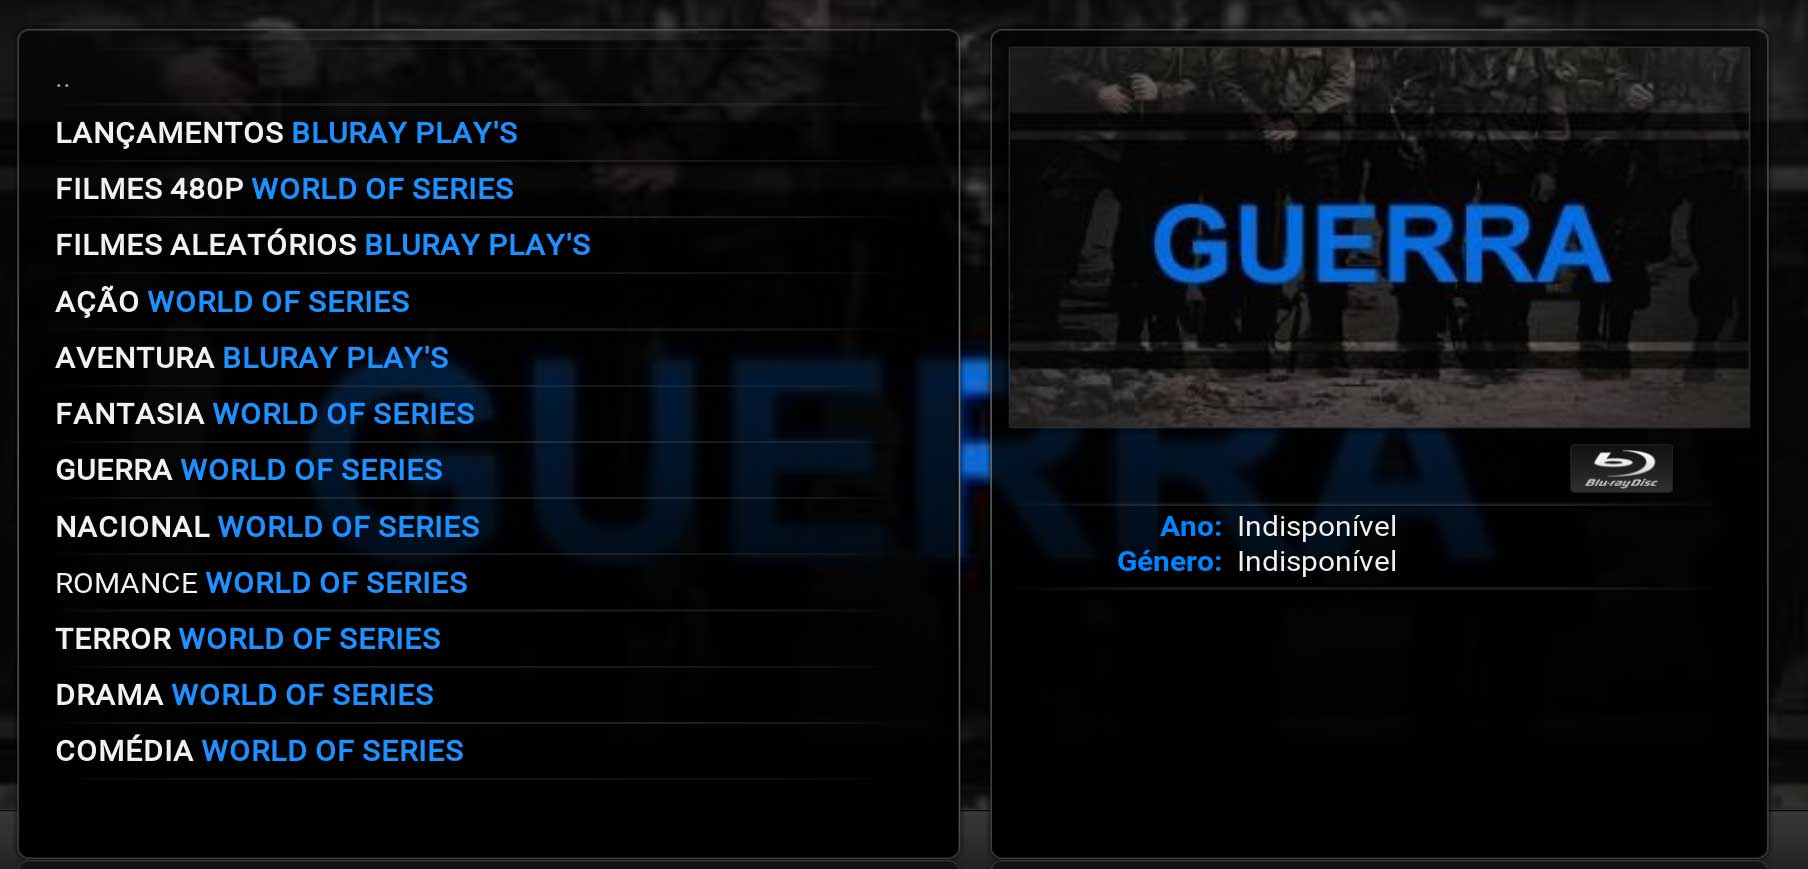 ..
LANÇAMENTOS BLURAY PLAY'S
FILMES 480P WORLD OF SERIES
FILMES ALEATÓRIOS BLURAY PLAY'S
AÇÃO WORLD OF SERIES
AVENTURA BLURAY PLAY'S
FANTASIA WORLD OF SERIES
GUERRA WORLD OF SERIES
NACIONAL WORLD OF SERIES
ROMANCE WORLD OF SERIES
TERROR WORLD OF SERIES
DRAMA WORLD OF SERIES
COMÉDIA WORLD OF SERIES
GUERRA
GUERRA
Blu-ray Disc
Ano: Indisponível
Género: Indisponível